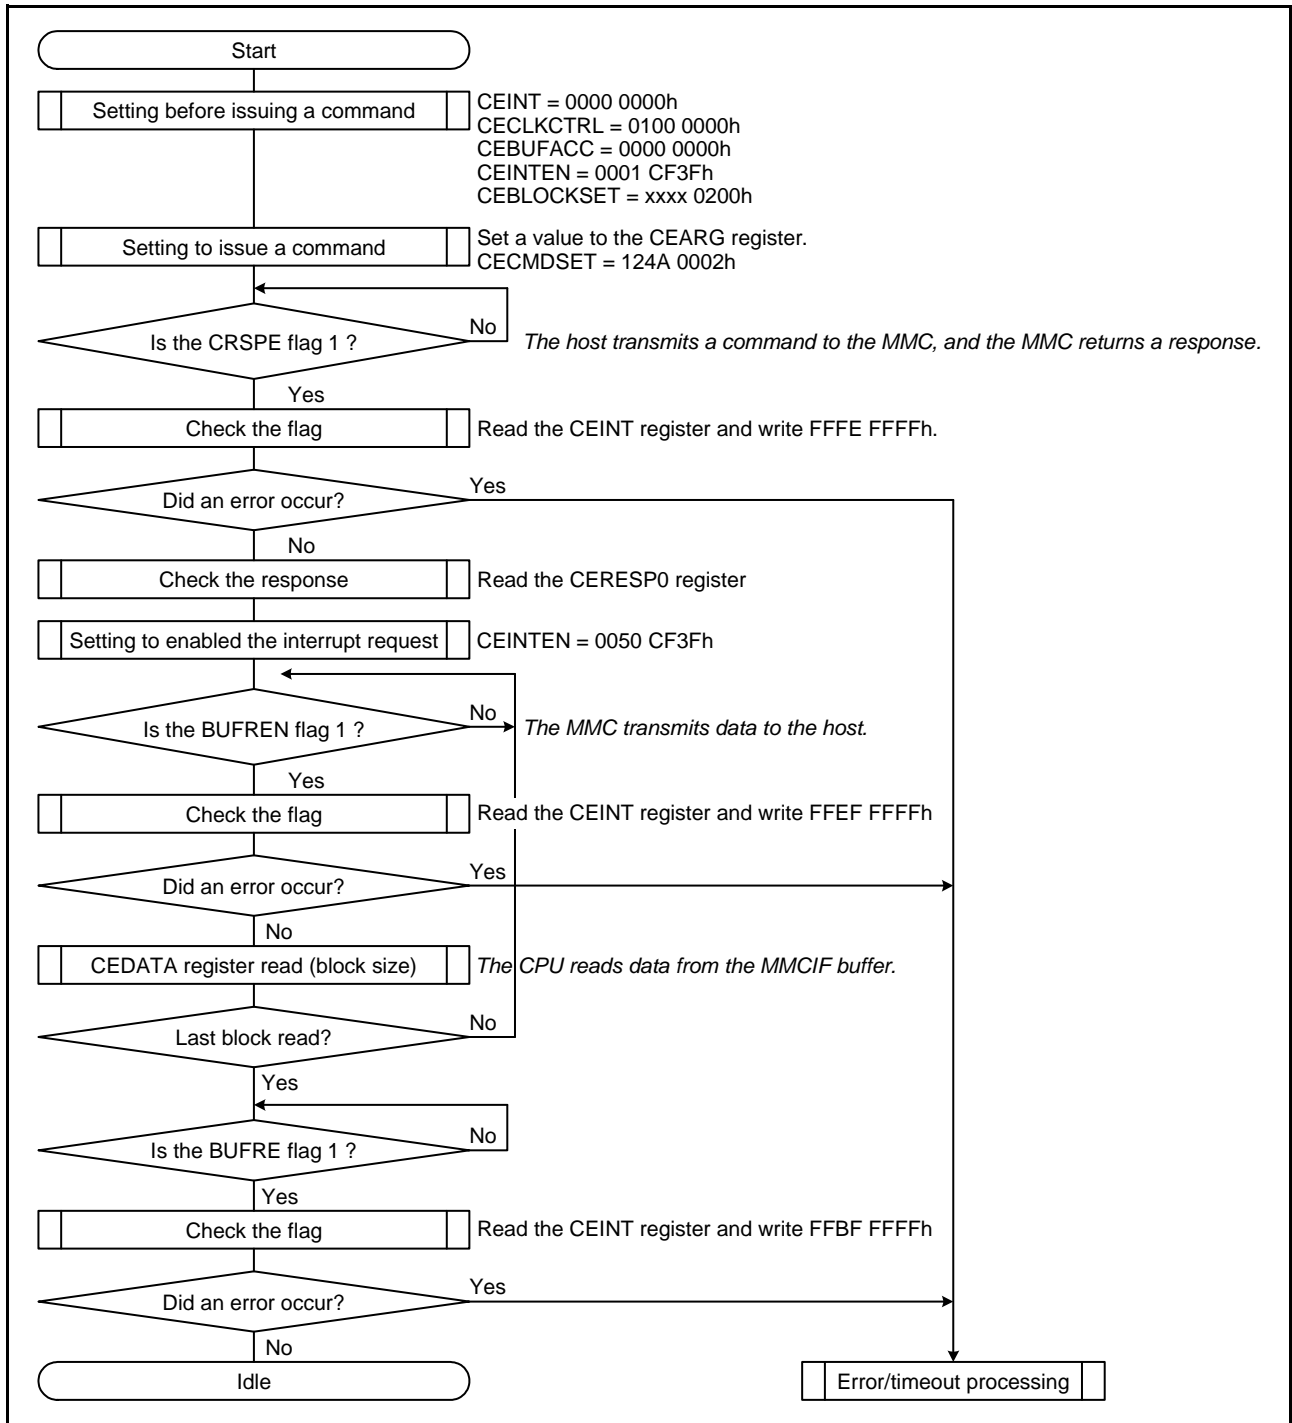 Start
Setting before issuing a command
CEINT = 0000 0000h
CECLKCTRL = 0100 0000h
CEBUFACC = 0000 0000h
CEINTEN = 0001 CF3Fh
CEBLOCKSET = xxxx 0200h
Setting to issue a command
Set a value to the CEARG register.
CECMDSET = 124A 0002h
Is the CRSPE flag 1 ?
No
The host transmits a command to the MMC, and the MMC returns a response.
Yes
Check the flag
Read the CEINT register and write FFFE FFFFh.
Did an error occur?
Yes
No
Check the response
Read the CERESP0 register
Setting to enabled the interrupt request
CEINTEN = 0050 CF3Fh
Is the BUFREN flag 1 ?
No
The MMC transmits data to the host.
Yes
Check the flag
Read the CEINT register and write FFEF FFFFh
Did an error occur?
Yes
No
CEDATA register read (block size)
The CPU reads data from the MMCIF buffer.
Last block read?
No
Yes
Is the BUFRE flag 1 ?
No
Yes
Check the flag
Read the CEINT register and write FFBF FFFFh
Did an error occur?
Yes
No
Idle
Error/timeout processing